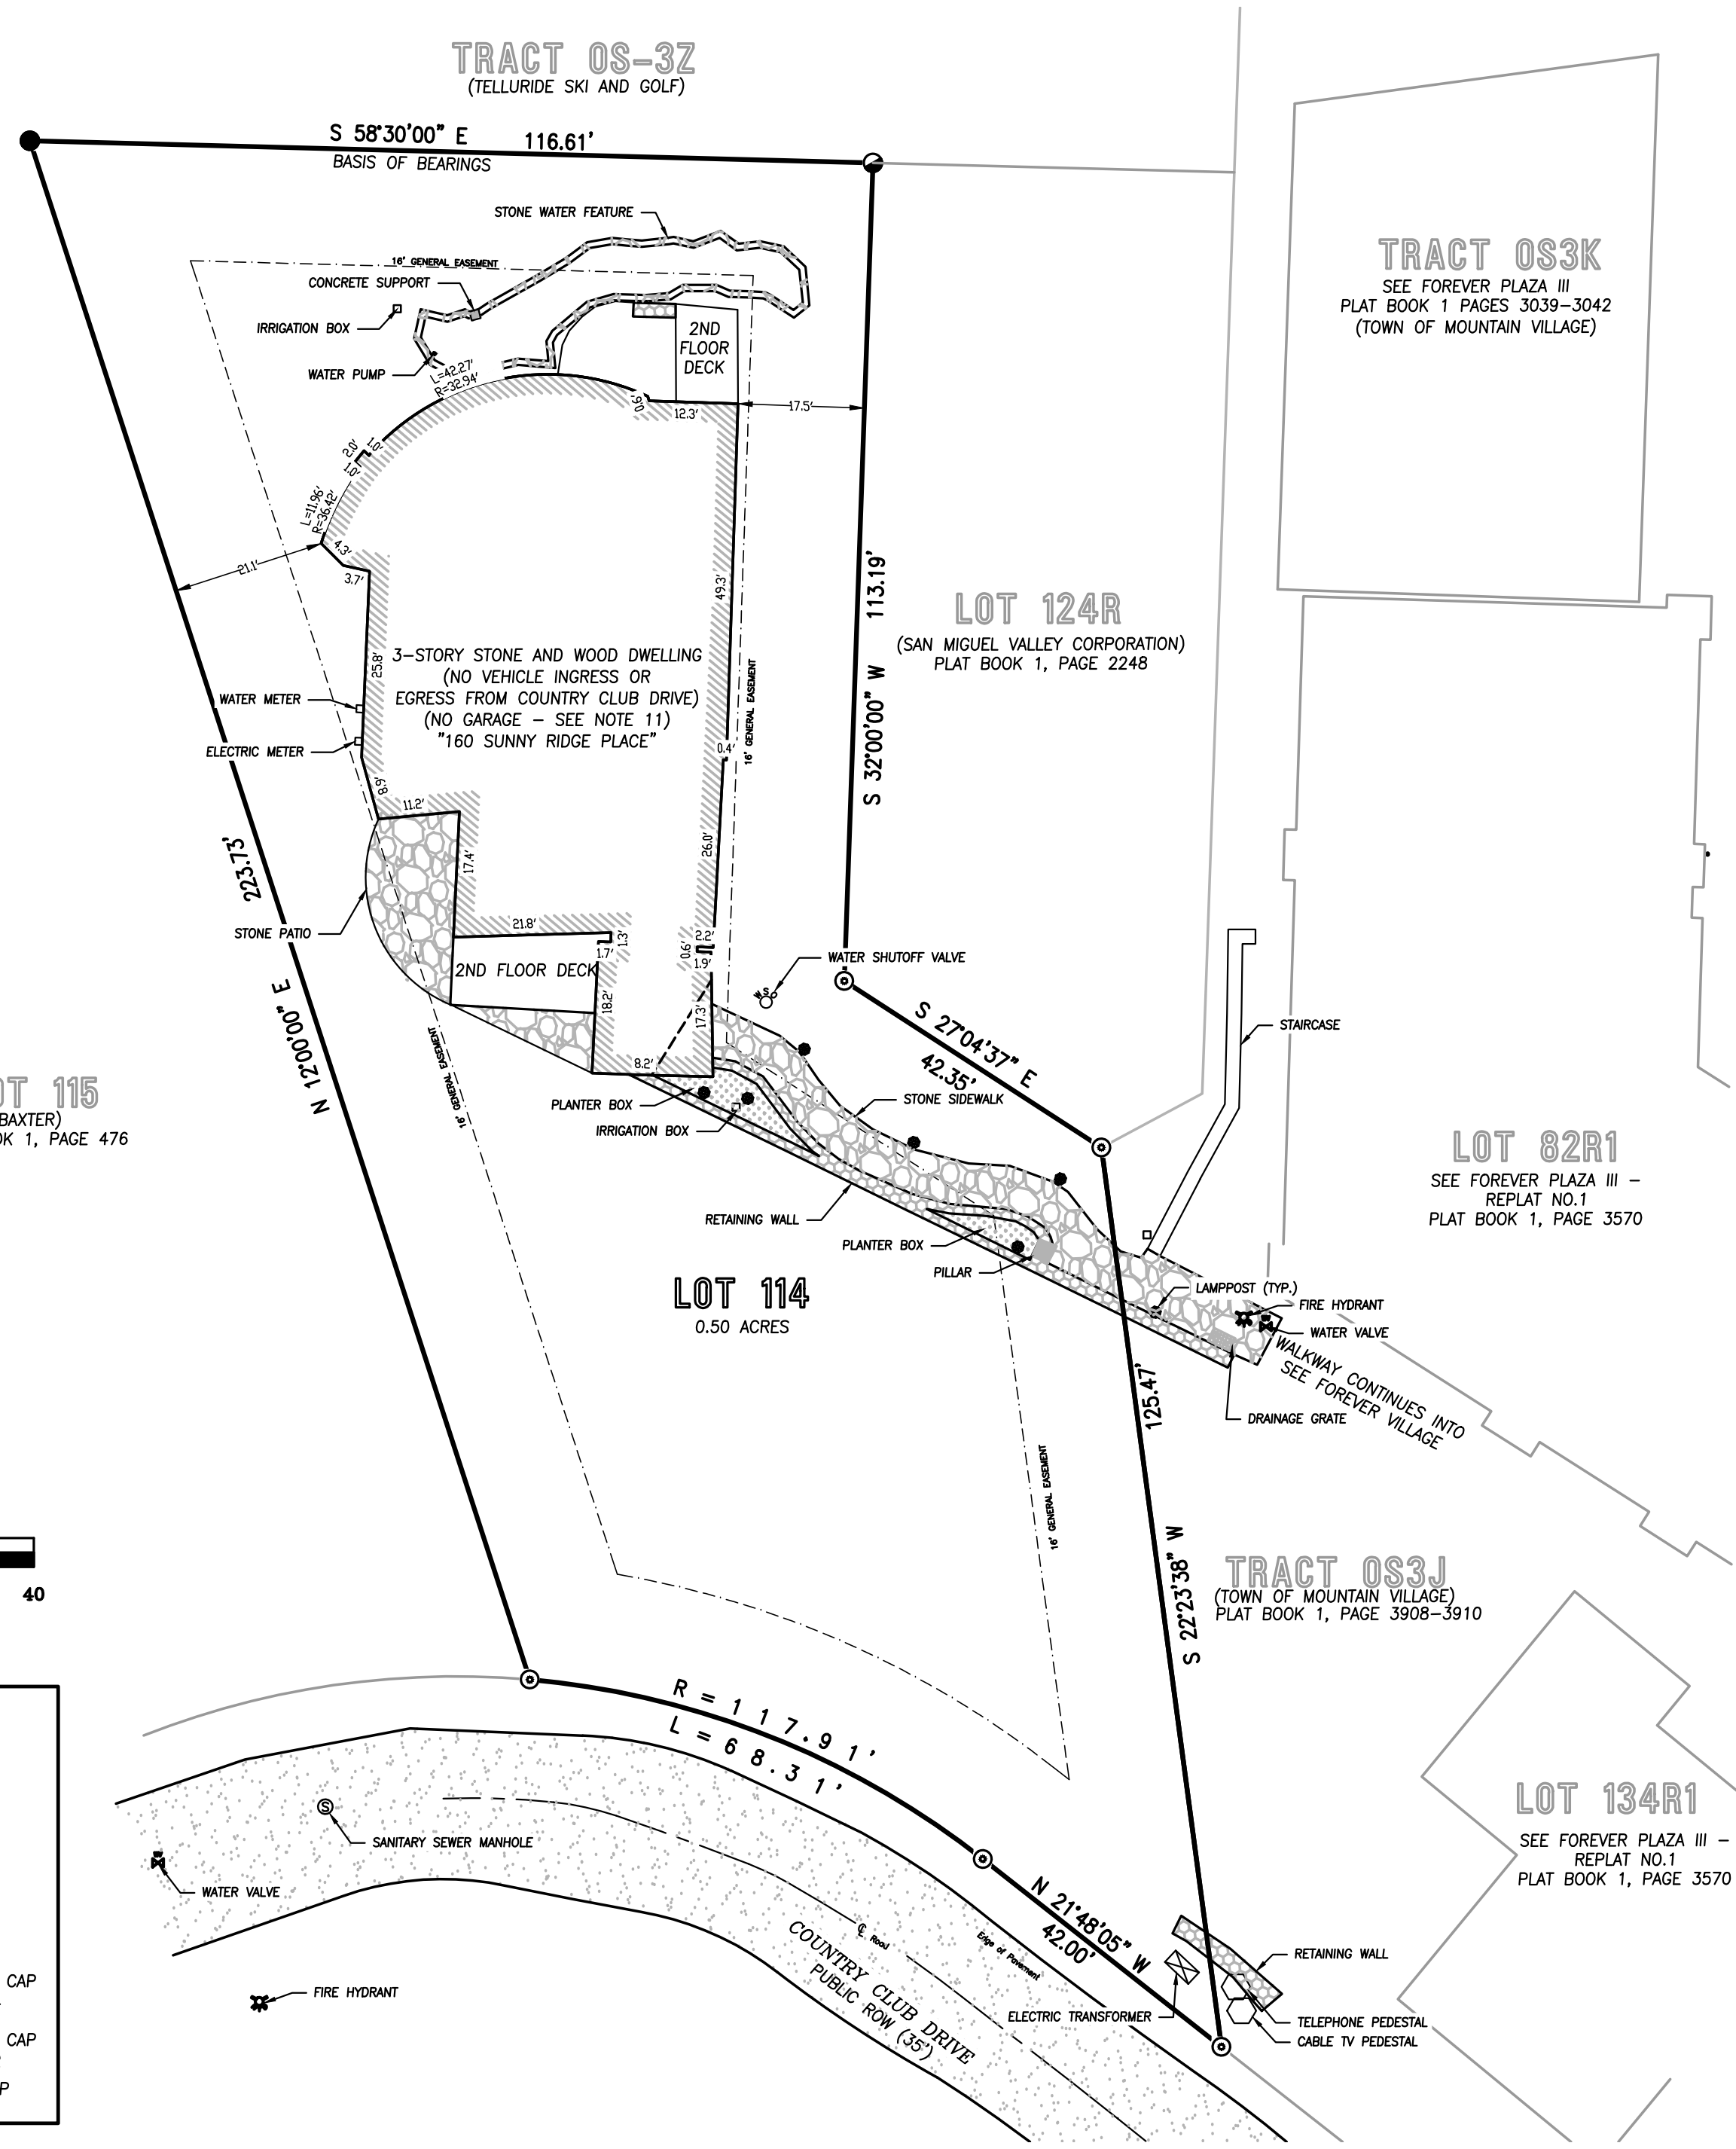 TRACT OS-3Z
(TELLURIDE SKI AND GOLF)
S 58°30'00" E 116.61'
BASIS OF BEARINGS
STONE WATER FEATURE
16' GENERAL EASEMENT
CONCRETE SUPPORT
IRRIGATION BOX
WATER PUMP
L=42.27'
R=32.94'
2ND
FLOOR
DECK
0.9'
12.3'
17.5'
2.0'
1.0'
1.0'
L=11.96'
R=36.42'
4.3'
3.7'
21.1'
49.3'
25.8'
3-STORY STONE AND WOOD DWELLING
(NO VEHICLE INGRESS OR
EGRESS FROM COUNTRY CLUB DRIVE)
(NO GARAGE - SEE NOTE 11)
"160 SUNNY RIDGE PLACE"
WATER METER
ELECTRIC METER
0.4'
16' GENERAL EASEMENT
S 32°00'00" W 113.19'
TRACT OS3K
SEE FOREVER PLAZA III
PLAT BOOK 1 PAGES 3039-3042
(TOWN OF MOUNTAIN VILLAGE)
LOT 124R
(SAN MIGUEL VALLEY CORPORATION)
PLAT BOOK 1, PAGE 2248
8.9'
11.2'
17.4'
26.0'
223.73'
N 12°00'00" E
STONE PATIO
21.8'
1.3'
1.7'
2ND FLOOR DECK
18.2'
0.6'
2.2'
1.9'
17.3'
8.2'
WATER SHUTOFF VALVE
WSO
S 27°04'37" E
42.35'
STAIRCASE
STONE SIDEWALK
PLANTER BOX
IRRIGATION BOX
16' GENERAL EASEMENT
OT 115
BAXTER)
OK 1, PAGE 476
RETAINING WALL
PLANTER BOX
PILLAR
LOT 82R1
SEE FOREVER PLAZA III -
REPLAT NO.1
PLAT BOOK 1, PAGE 3570
LOT 114
0.50 ACRES
LAMPPOST (TYP.)
FIRE HYDRANT
WATER VALVE
WALKWAY CONTINUES INTO
SEE FOREVER VILLAGE
DRAINAGE GRATE
125.47'
S 22°23'38" W
16' GENERAL EASEMENT
TRACT OS3J
(TOWN OF MOUNTAIN VILLAGE)
PLAT BOOK 1, PAGE 3908-3910
40
R = 117.91'
L = 68.31'
LOT 134R1
SEE FOREVER PLAZA III -
REPLAT NO.1
PLAT BOOK 1, PAGE 3570
S
SANITARY SEWER MANHOLE
WATER VALVE
FIRE HYDRANT
N 21°48'05" W
42.00'
℄ Road
Edge of Pavement
COUNTRY CLUB DRIVE
PUBLIC ROW (35')
RETAINING WALL
ELECTRIC TRANSFORMER
TELEPHONE PEDESTAL
CABLE TV PEDESTAL
CAP
CAP
P